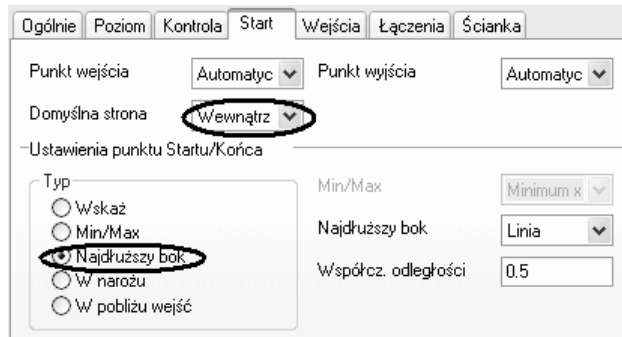 Ogólnie Poziom Kontrola Start Wejścia Łączenia Ścianka
Punkt wejścia Automatyc Punkt wyjścia Automatyc
Domyślna strona Wewnątrz
Ustawienia punktu Startu/Końca
Typ
Wskaż
Min/Max
Najdłuższy bok
W narożu
W pobliżu wejść
Min/Max Minimum x
Najdłuższy bok Linia
Współcz. odległości 0.5